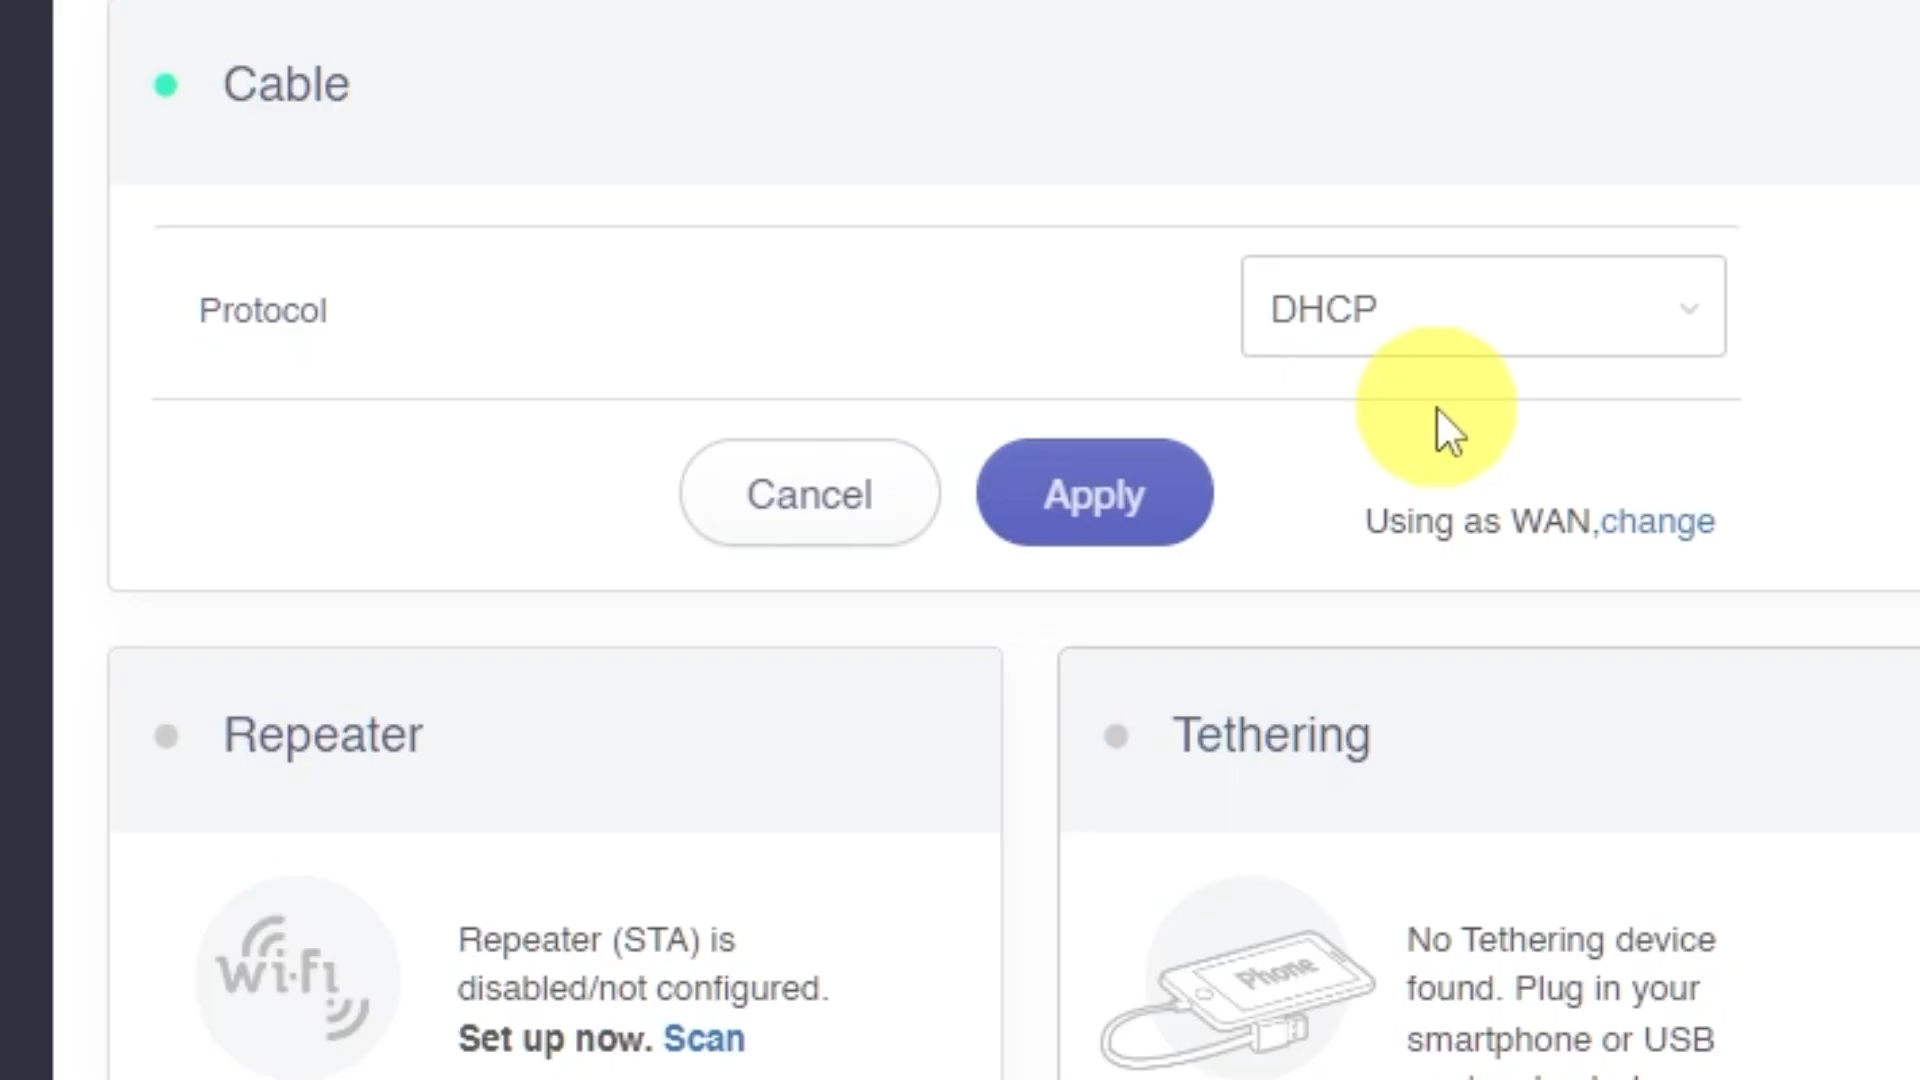 Cable
Protocol
DHCP
Cancel
Apply
Using as WAN,change
Repeater
Tethering
Wi-Fi
Repeater (STA) is
disabled/not configured.
Set up now. Scan
Phone
No Tethering device
found. Plug in your
smartphone or USB